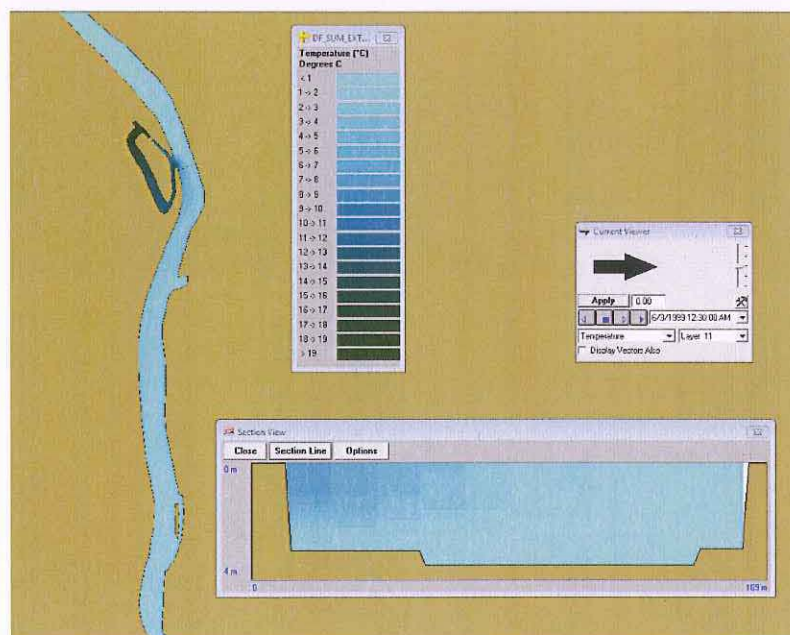 DF_SUM_EXT...
Temperature (°C)
Degrees C
< 1
1 -> 2
2 -> 3
3 -> 4
4 -> 5
5 -> 6
6 -> 7
7 -> 8
8 -> 9
9 -> 10
10 -> 11
11 -> 12
12 -> 13
13 -> 14
14 -> 15
15 -> 16
16 -> 17
17 -> 18
18 -> 19
> 19
Current Viewer
Apply 0.00
6/3/1999 12:30:00 AM
Temperature Layer 11
Display Vectors Also
Section View
Close Section Line Options
0 m
4 m
0 169 m